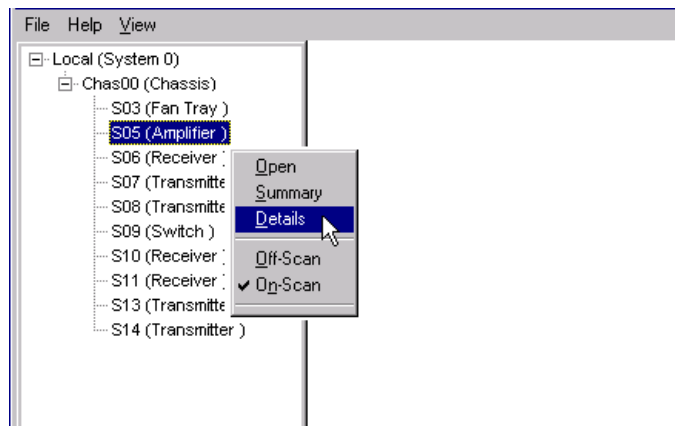 File Help View
Local (System 0)
Chas00 (Chassis)
S03 (Fan Tray )
S05 (Amplifier )
S06 (Receiver
S07 (Transmitte
S08 (Transmitte
S09 (Switch )
S10 (Receiver
S11 (Receiver
S13 (Transmitte
S14 (Transmitter )
Open
Summary
Details
Off-Scan
On-Scan